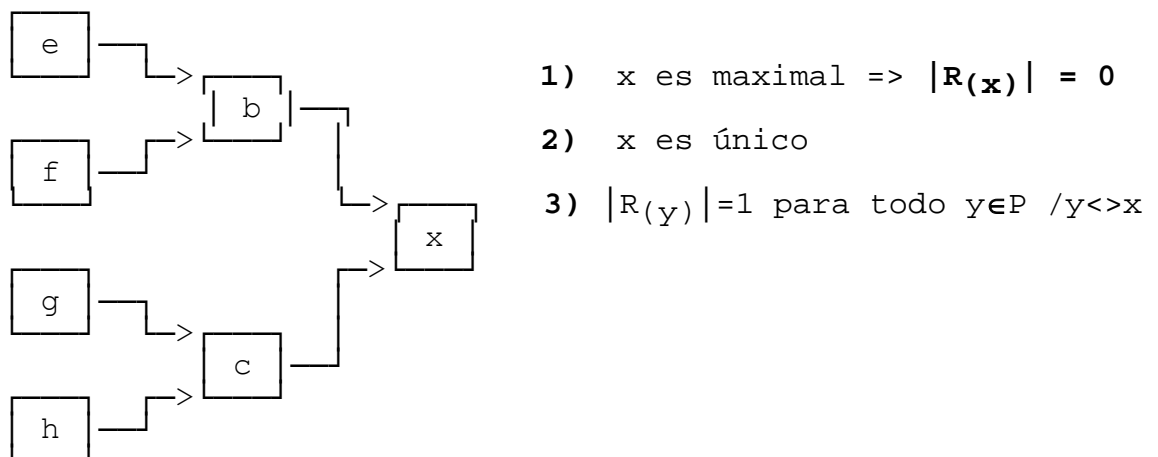 e
1) x es maximal => |R(x)| = 0
b
2) x es único
f
3) |R(y)|=1 para todo y∈P /y<>x
x
g
c
h